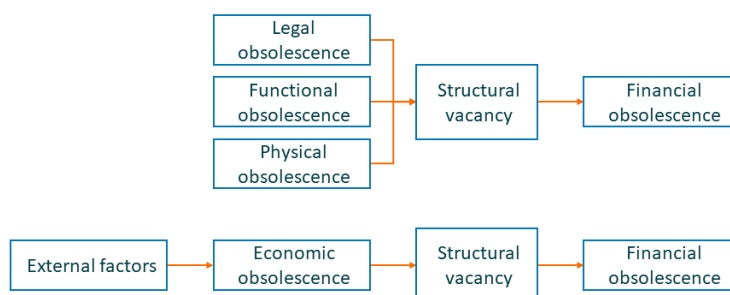 Legal
obsolescence
Functional
obsolescence
Physical
obsolescence
Structural
vacancy
Financial
obsolescence
External factors
Economic
obsolescence
Structural
vacancy
Financial
obsolescence